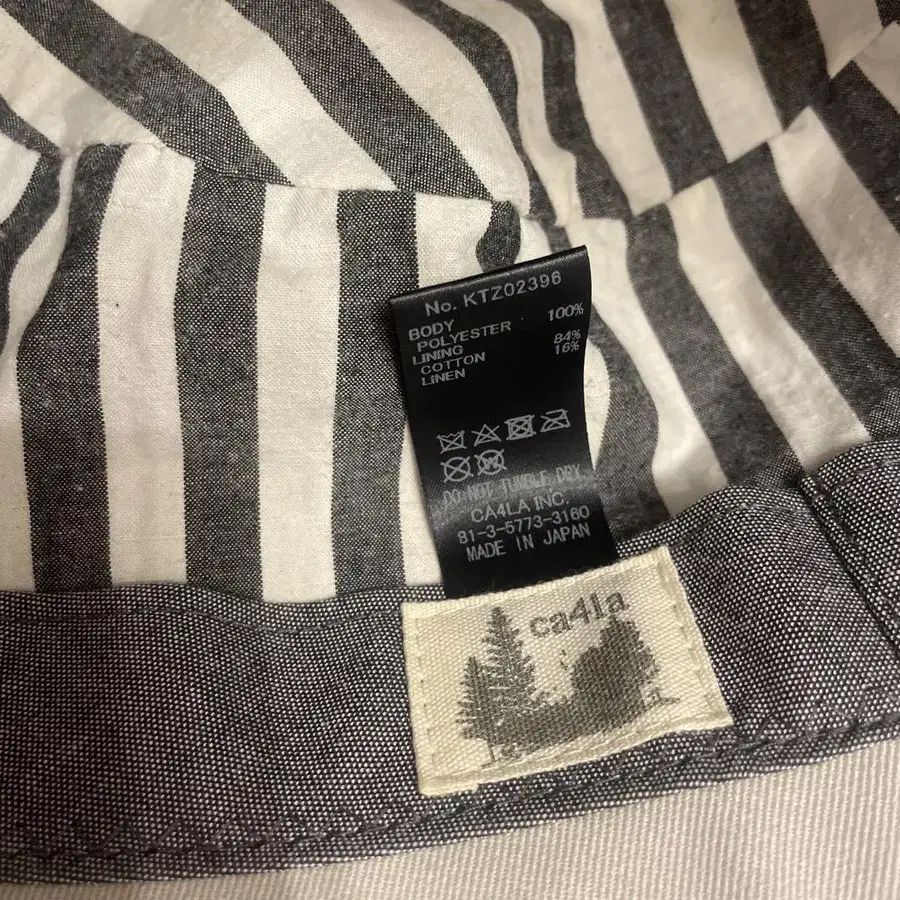 No. KTZ02396
BODY
POLYESTER 100%
LINING
COTTON 84%
LINEN 16%
DO NOT TUMBLE DRY
CA4LA INC.
81-3-5773-3160
MADE IN JAPAN
ca4la